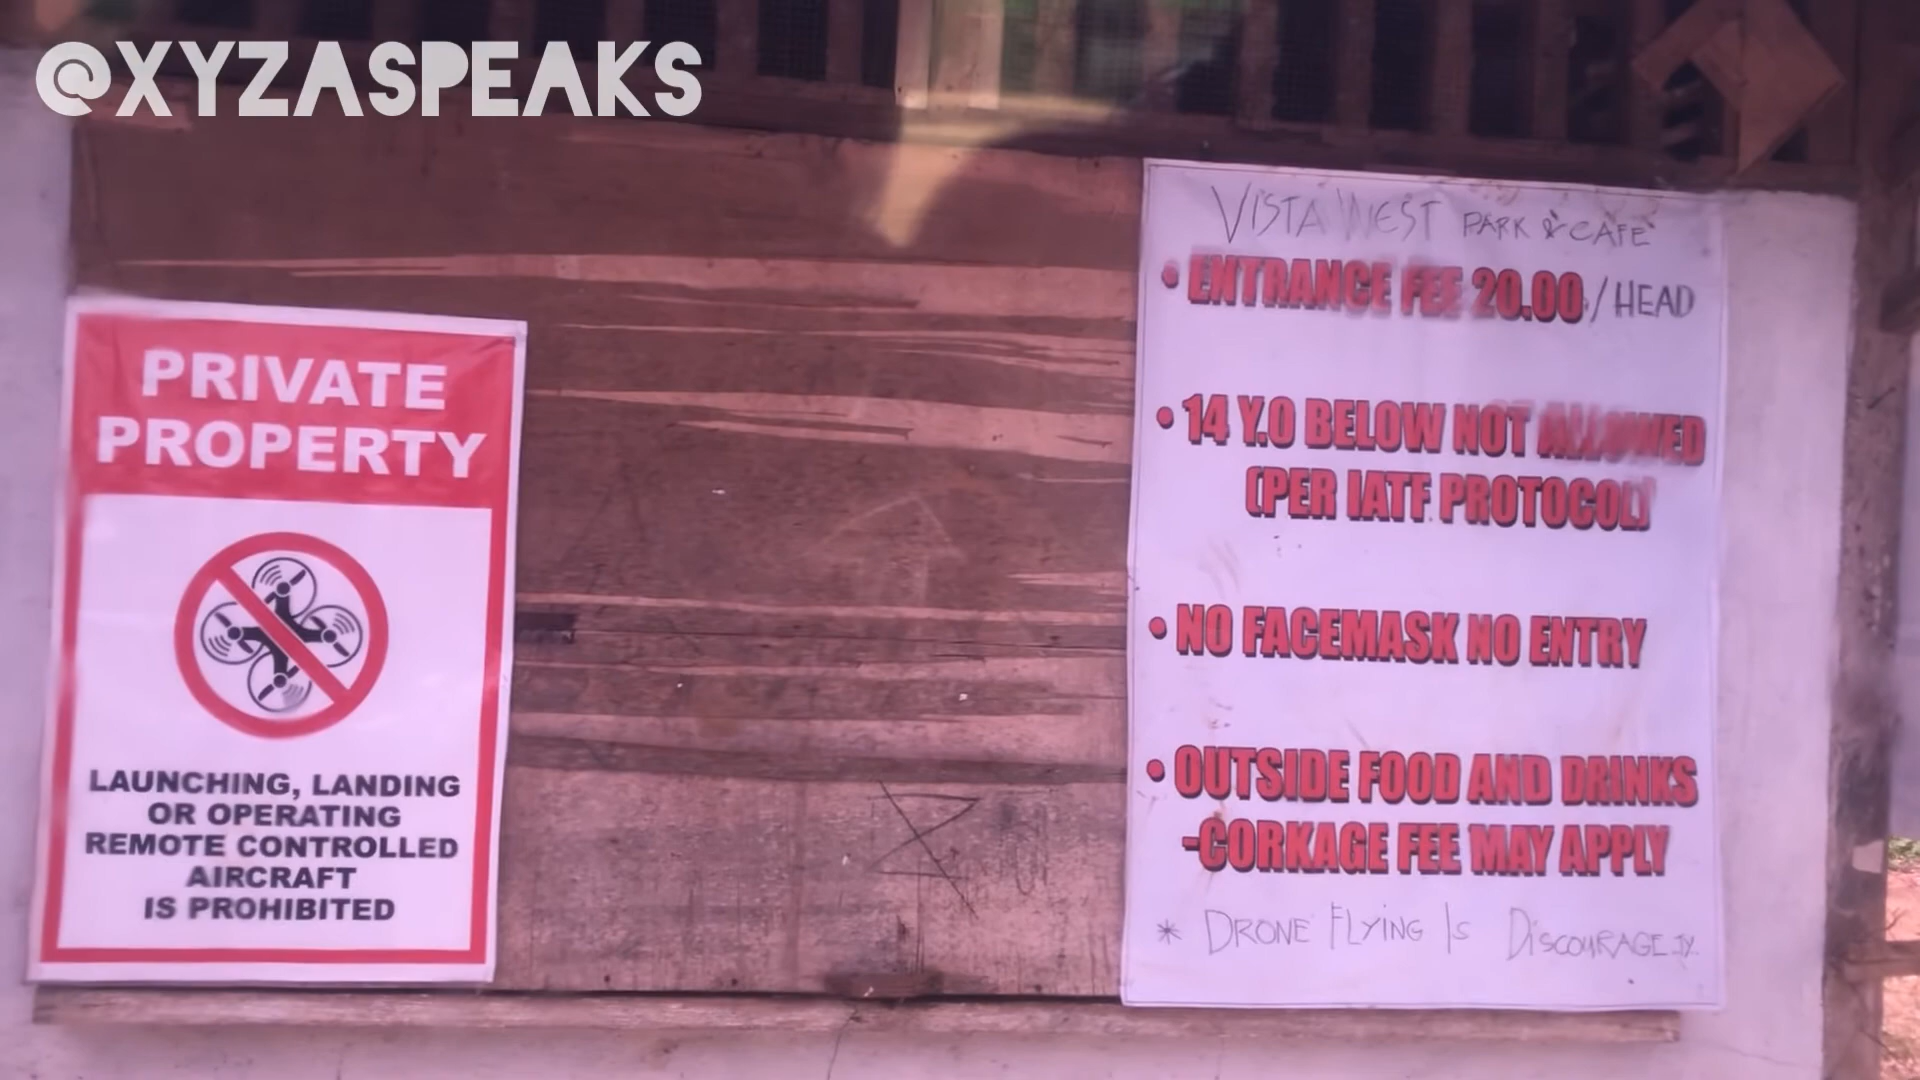 @XYZASPEAKS
PRIVATE
PROPERTY
LAUNCHING, LANDING
OR OPERATING
REMOTE CONTROLLED
AIRCRAFT
IS PROHIBITED
VISTA WEST PARK & CAFE
• ENTRANCE FEE 20.00/HEAD
• 14 Y.O BELOW NOT ALLOWED
(PER IATF PROTOCOL)
• NO FACEMASK NO ENTRY
• OUTSIDE FOOD AND DRINKS
-CORKAGE FEE MAY APPLY
* DRONE FLYING IS DISCOURAGE